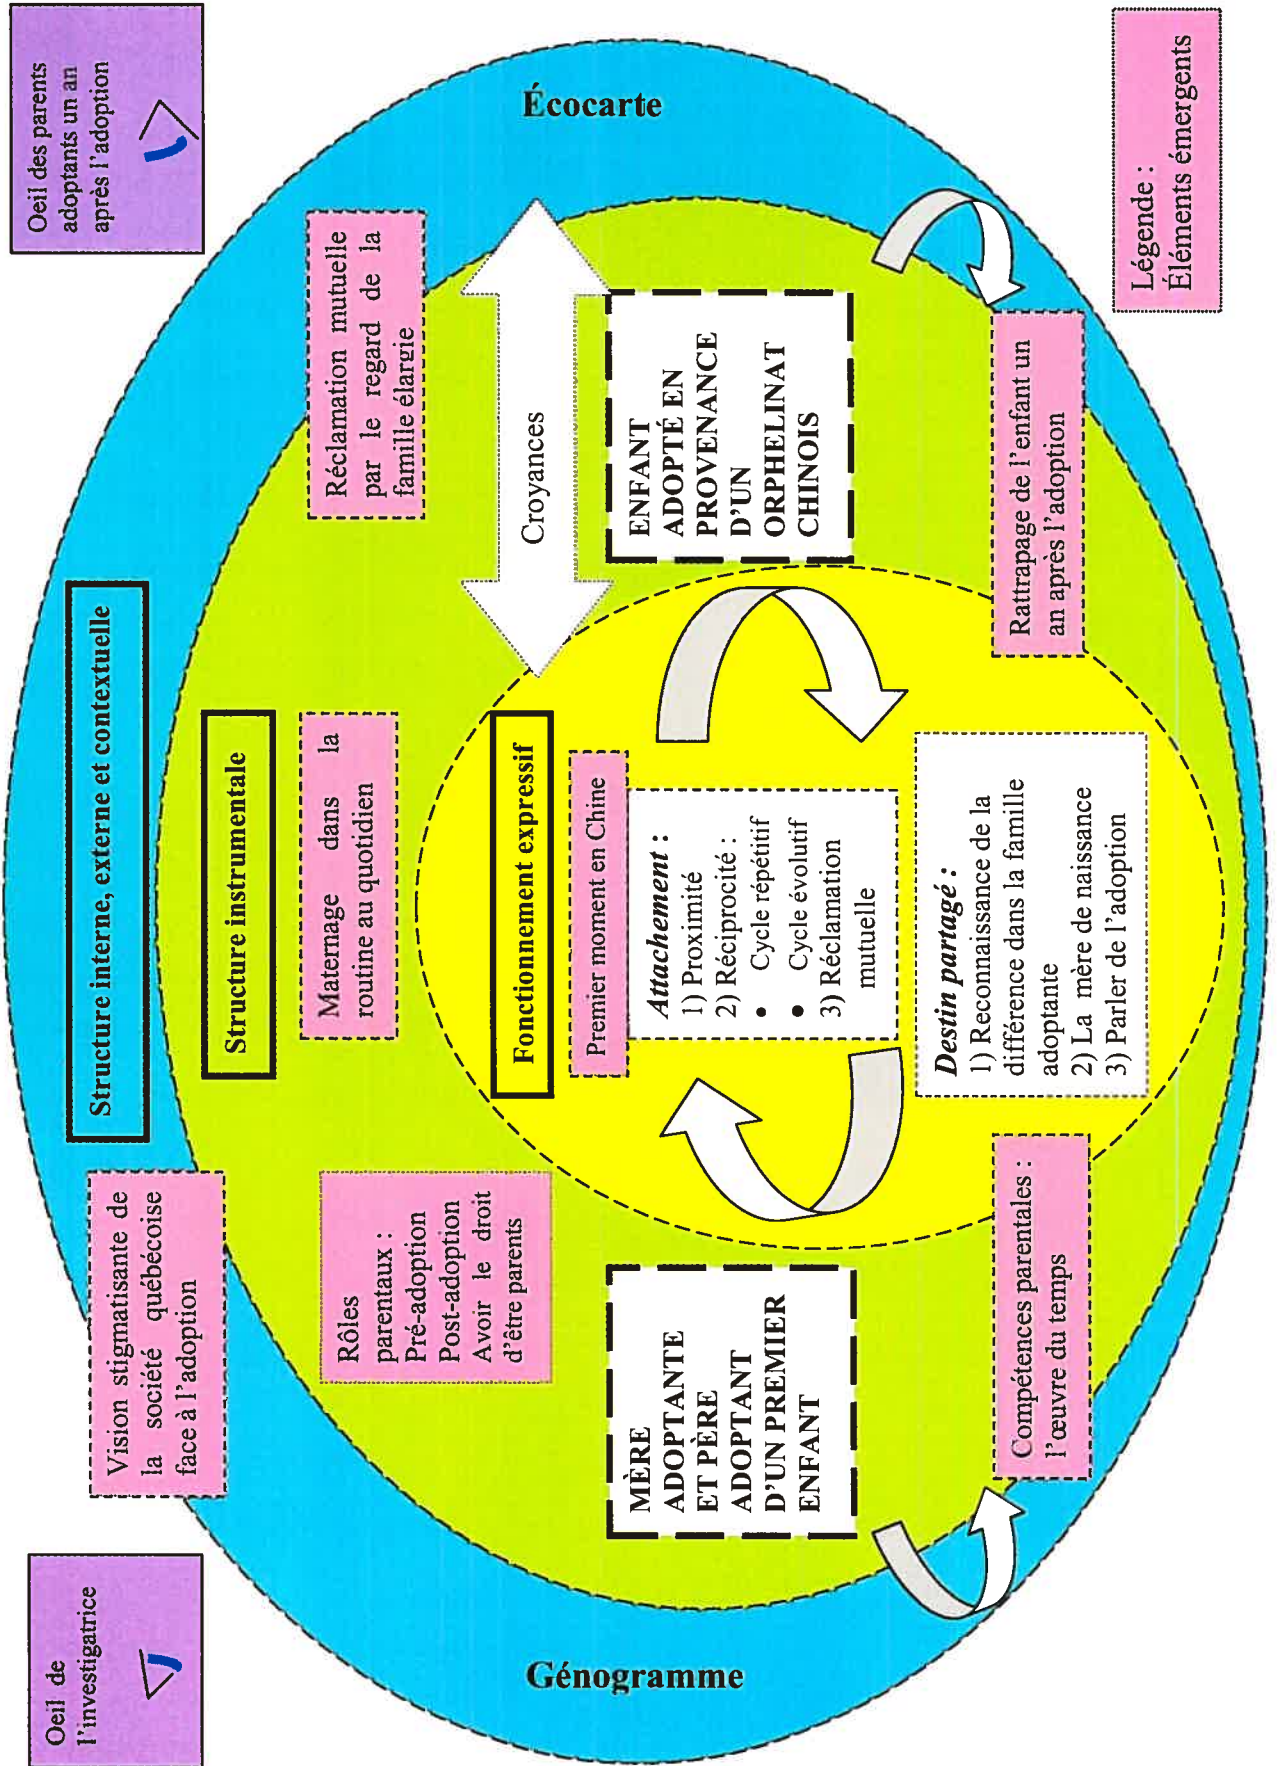 Oeil de
l'investigatrice
Oeil des parents
adoptants un an
après l'adoption
Structure interne, externe et contextuelle
Vision stigmatisante de
la société québécoise
face à l'adoption
Structure instrumentale
Maternage dans la
routine au quotidien
Réclamation mutuelle
par le regard de la
famille élargie
Rôles
parentaux :
Pré-adoption
Post-adoption
Avoir le droit
d'être parents
Croyances
Fonctionnement expressif
Premier moment en Chine
Génogramme
Écocarte
MÈRE
ADOPTANTE
ET PÈRE
ADOPTANT
D'UN PREMIER
ENFANT
Attachement :
1) Proximité
2) Réciprocité :
• Cycle répétitif
• Cycle évolutif
3) Réclamation
mutuelle
ENFANT
ADOPTÉ EN
PROVENANCE
D'UN
ORPHELINAT
CHINOIS
Destin partagé :
1) Reconnaissance de la
différence dans la famille
adoptante
2) La mère de naissance
3) Parler de l'adoption
Compétences parentales :
l'œuvre du temps
Rattrapage de l'enfant un
an après l'adoption
Légende :
Éléments émergents